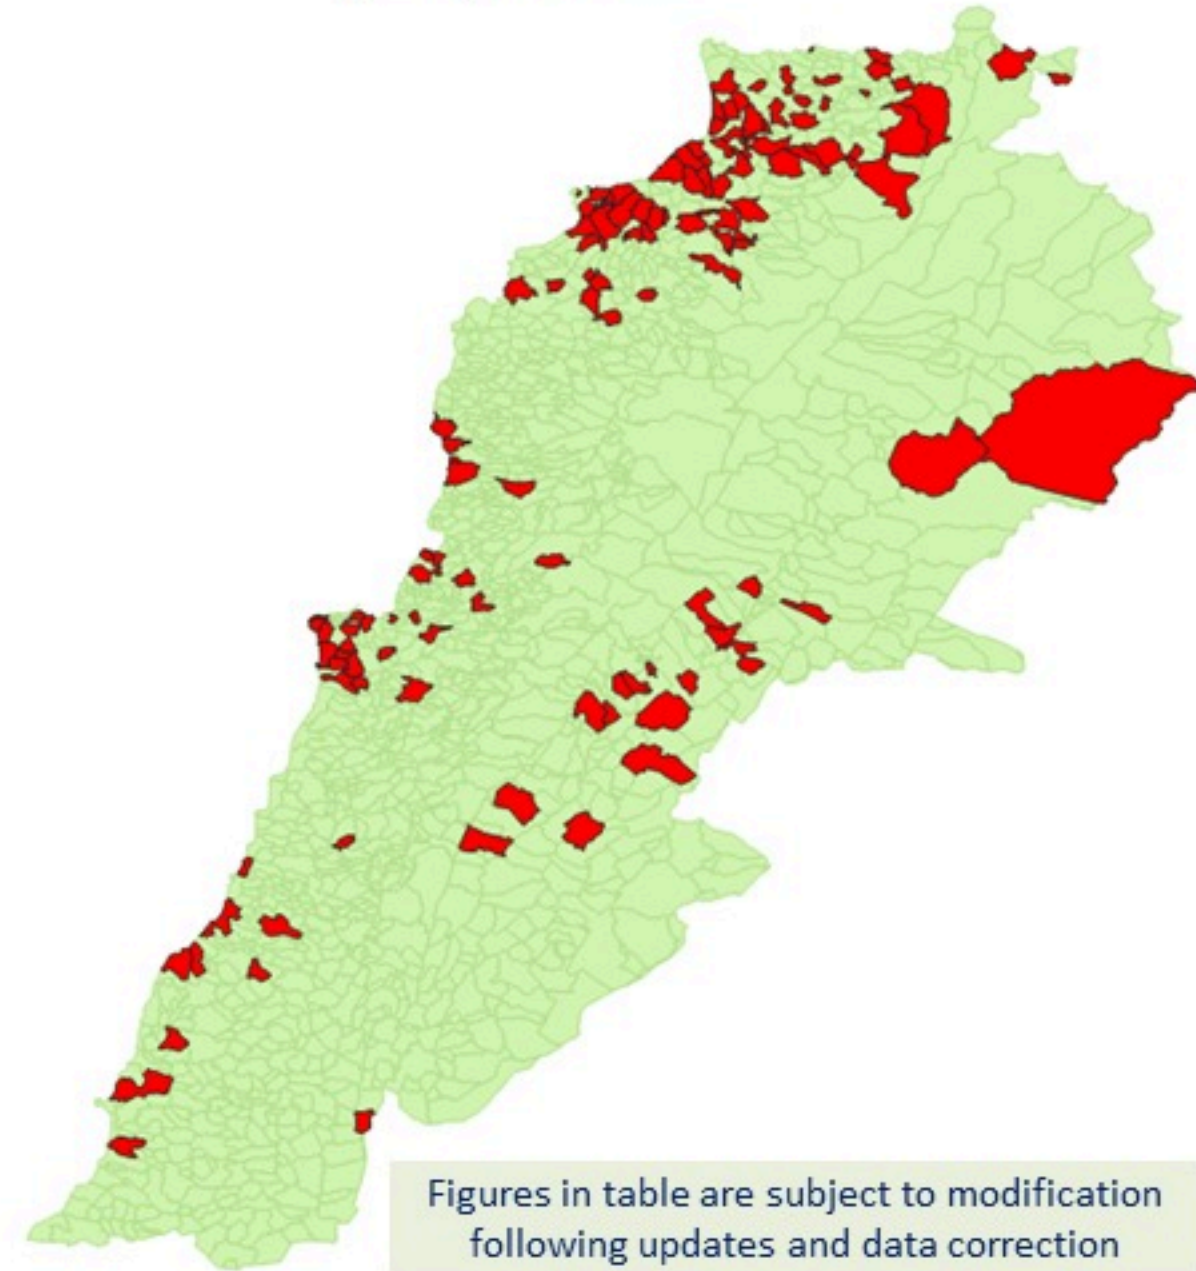 Figures in table are subject to modification
following updates and data correction